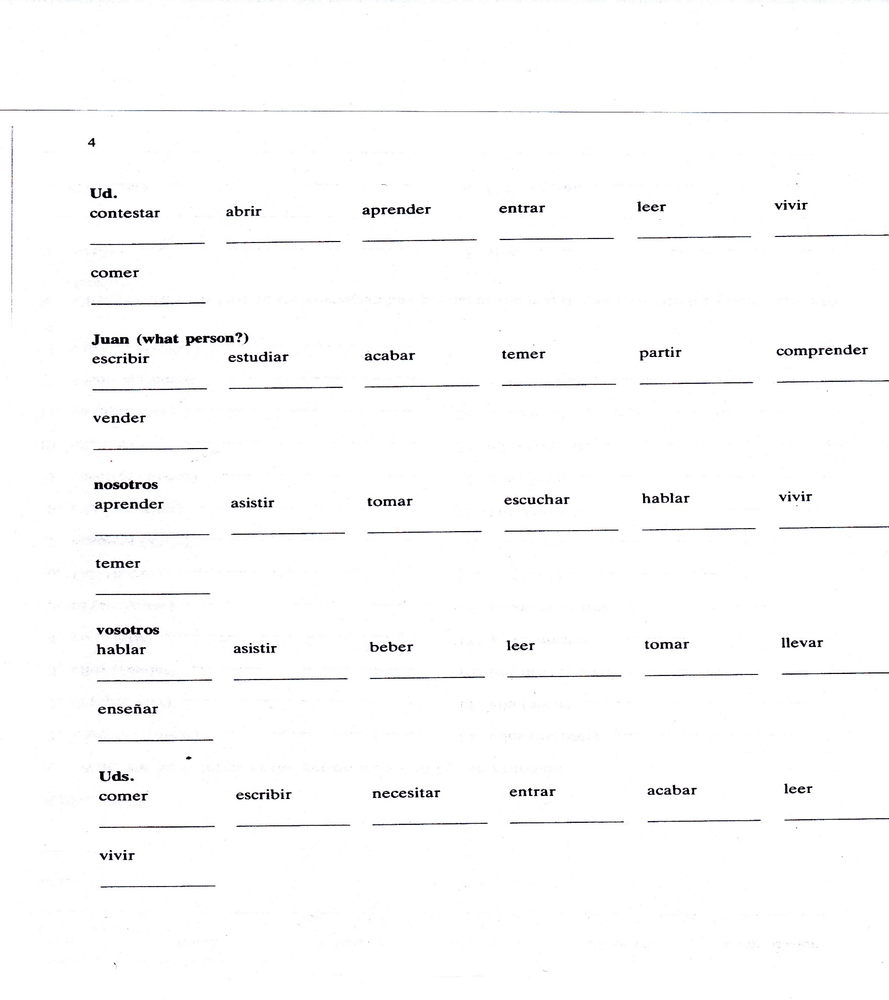 4
Ud.
contestar abrir aprender entrar leer vivir
comer
Juan (what person?)
escribir estudiar acabar temer partir comprender
vender
nosotros
aprender asistir tomar escuchar hablar vivir
temer
vosotros
hablar asistir beber leer tomar llevar
enseñar
Uds.
comer escribir necesitar entrar acabar leer
vivir